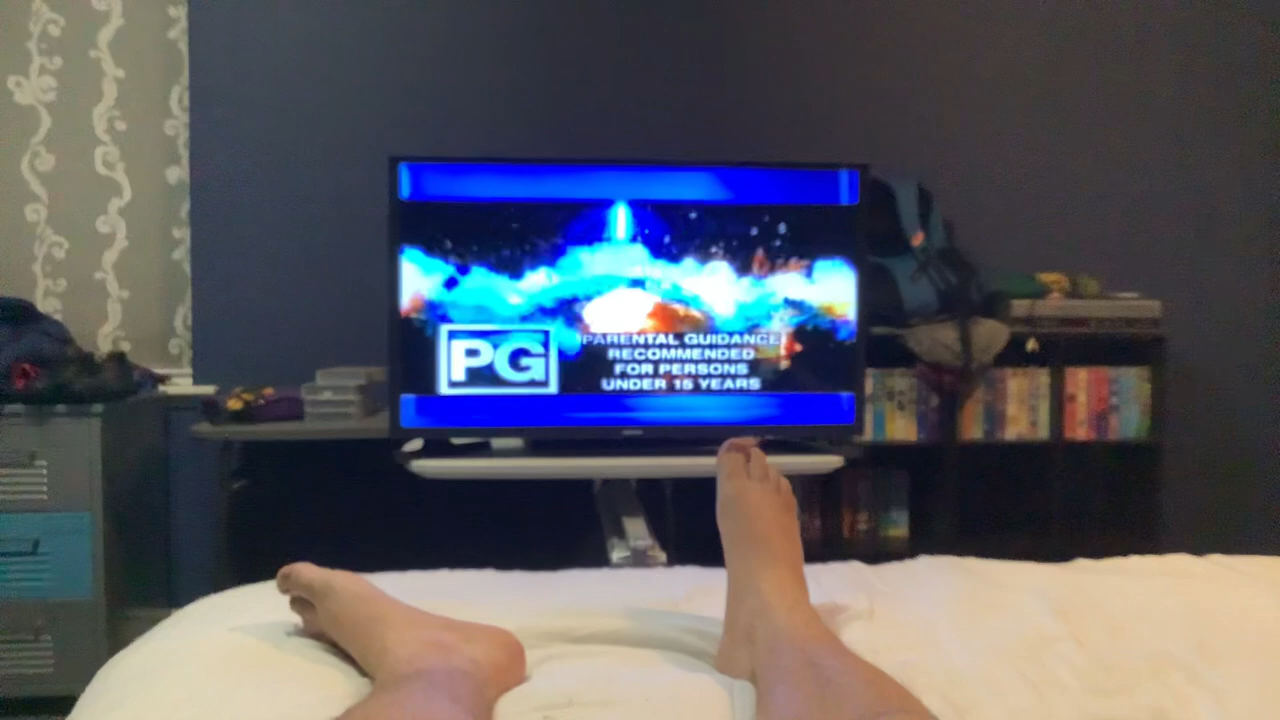 PG
PARENTAL GUIDANCE
RECOMMENDED
FOR PERSONS
UNDER 15 YEARS